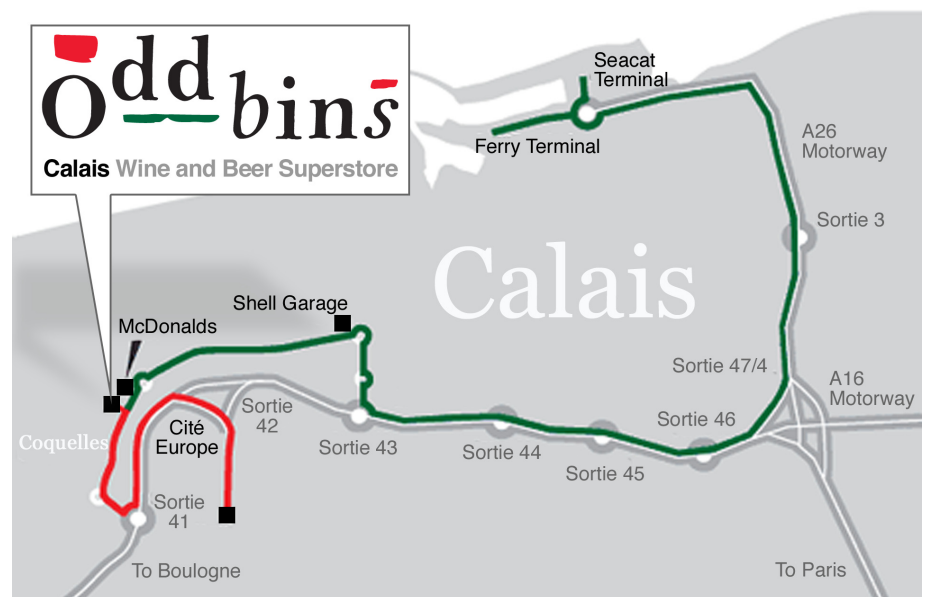 Oddbins
Calais Wine and Beer Superstore
Seacat
Terminal
Ferry Terminal
A26
Motorway
Sortie 3
Calais
Shell Garage
McDonalds
Sortie 47/4
A16
Motorway
Sortie
42
Cité
Europe
Coquelles
Sortie 43
Sortie 44
Sortie 46
Sortie 45
Sortie
41
To Boulogne
To Paris